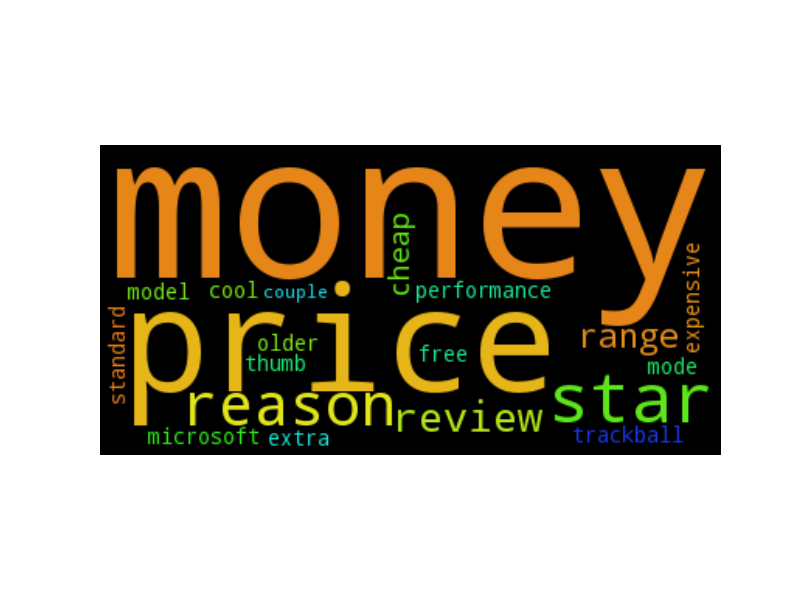 money
cheap
expensive
model cool couple performance
price
standard
older
range
thumb
free
mode
reason
review
star
microsoft extra
trackball